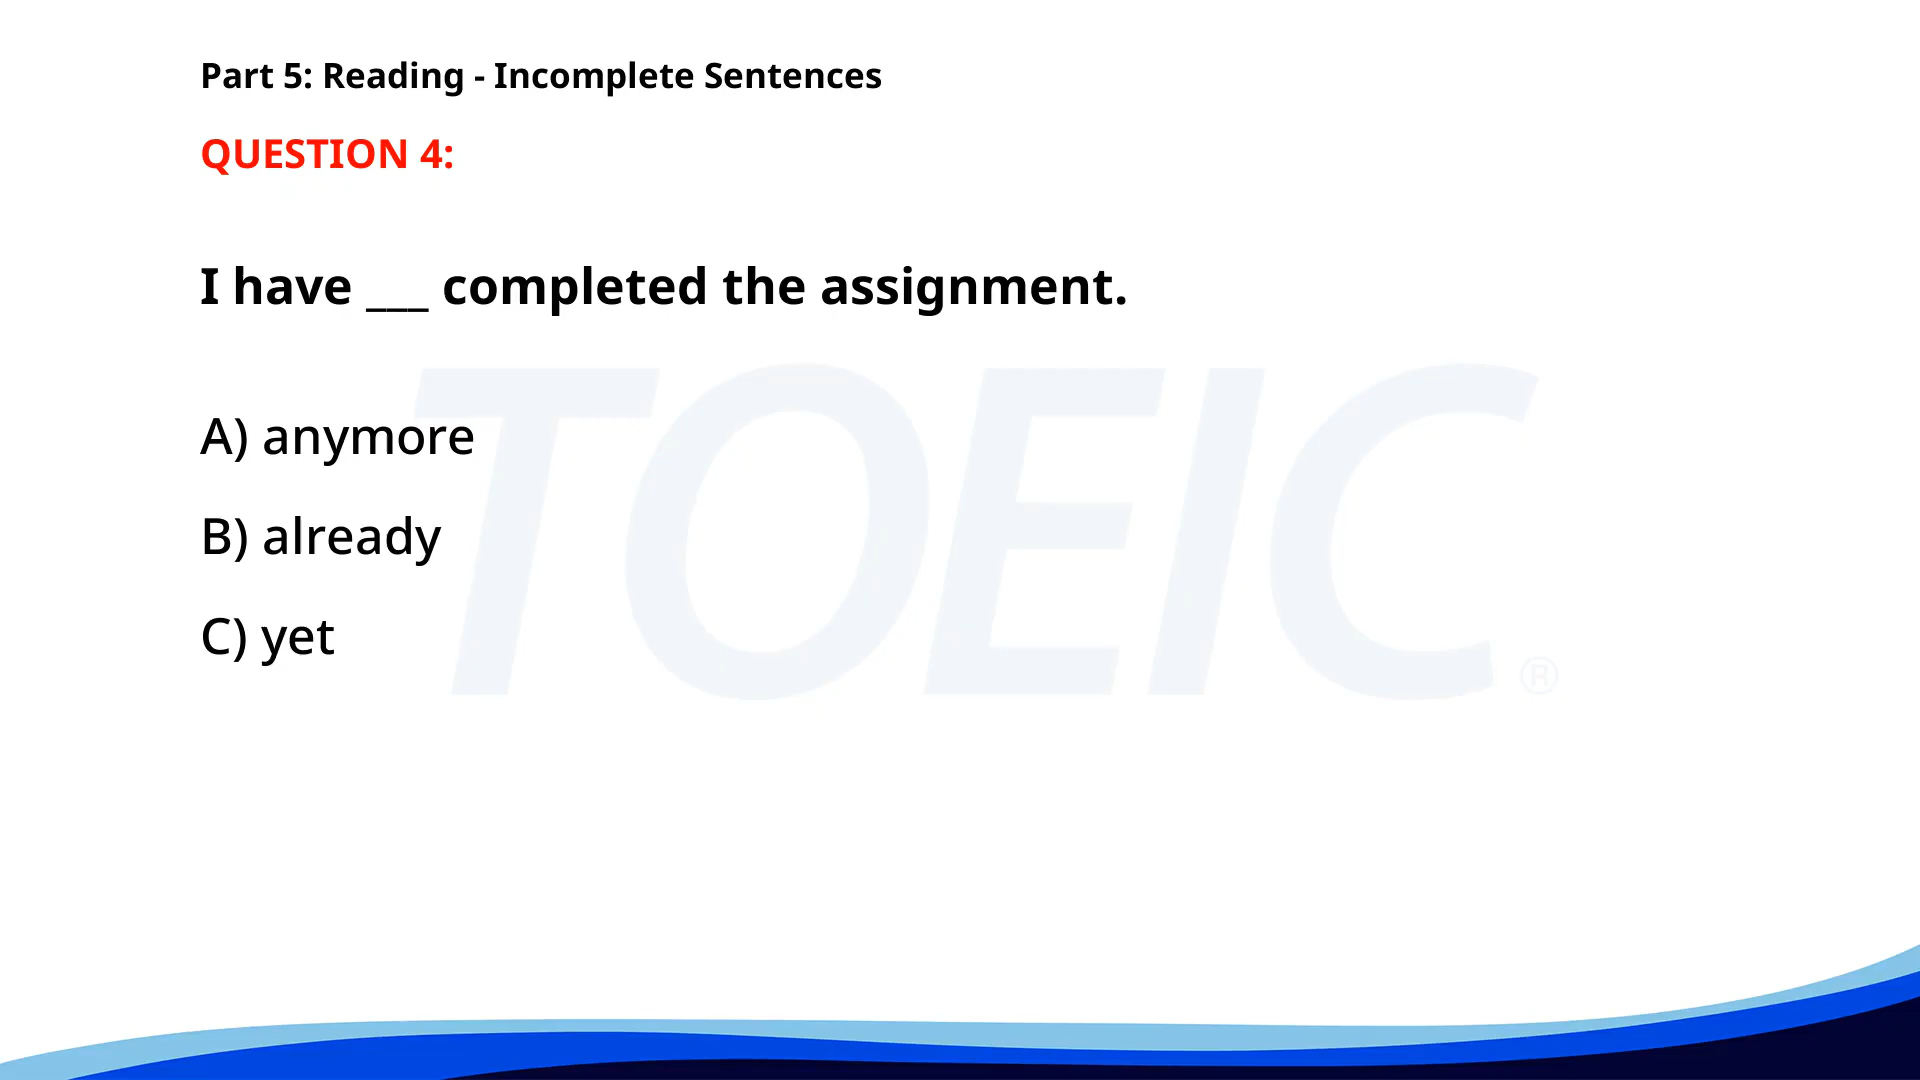 Part 5: Reading - Incomplete Sentences
QUESTION 4:
I have ___ completed the assignment.
A) anymore
B) already
C) yet
TOEIC®